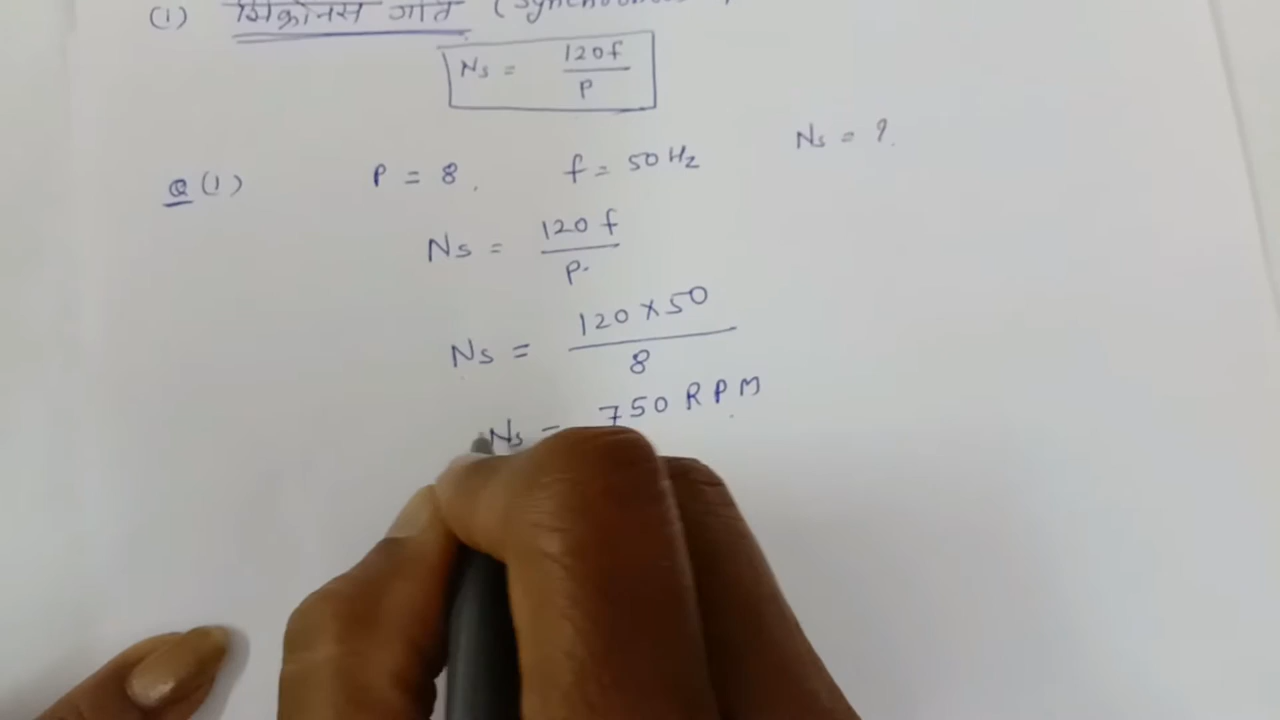 (1) सिंक्रोनस गति (Synchronous
Ns = 120f / P
Q (1) P = 8, f = 50 Hz Ns = ?
Ns = 120 f / P.
Ns = 120 x 50 / 8
Ns = 750 RPM